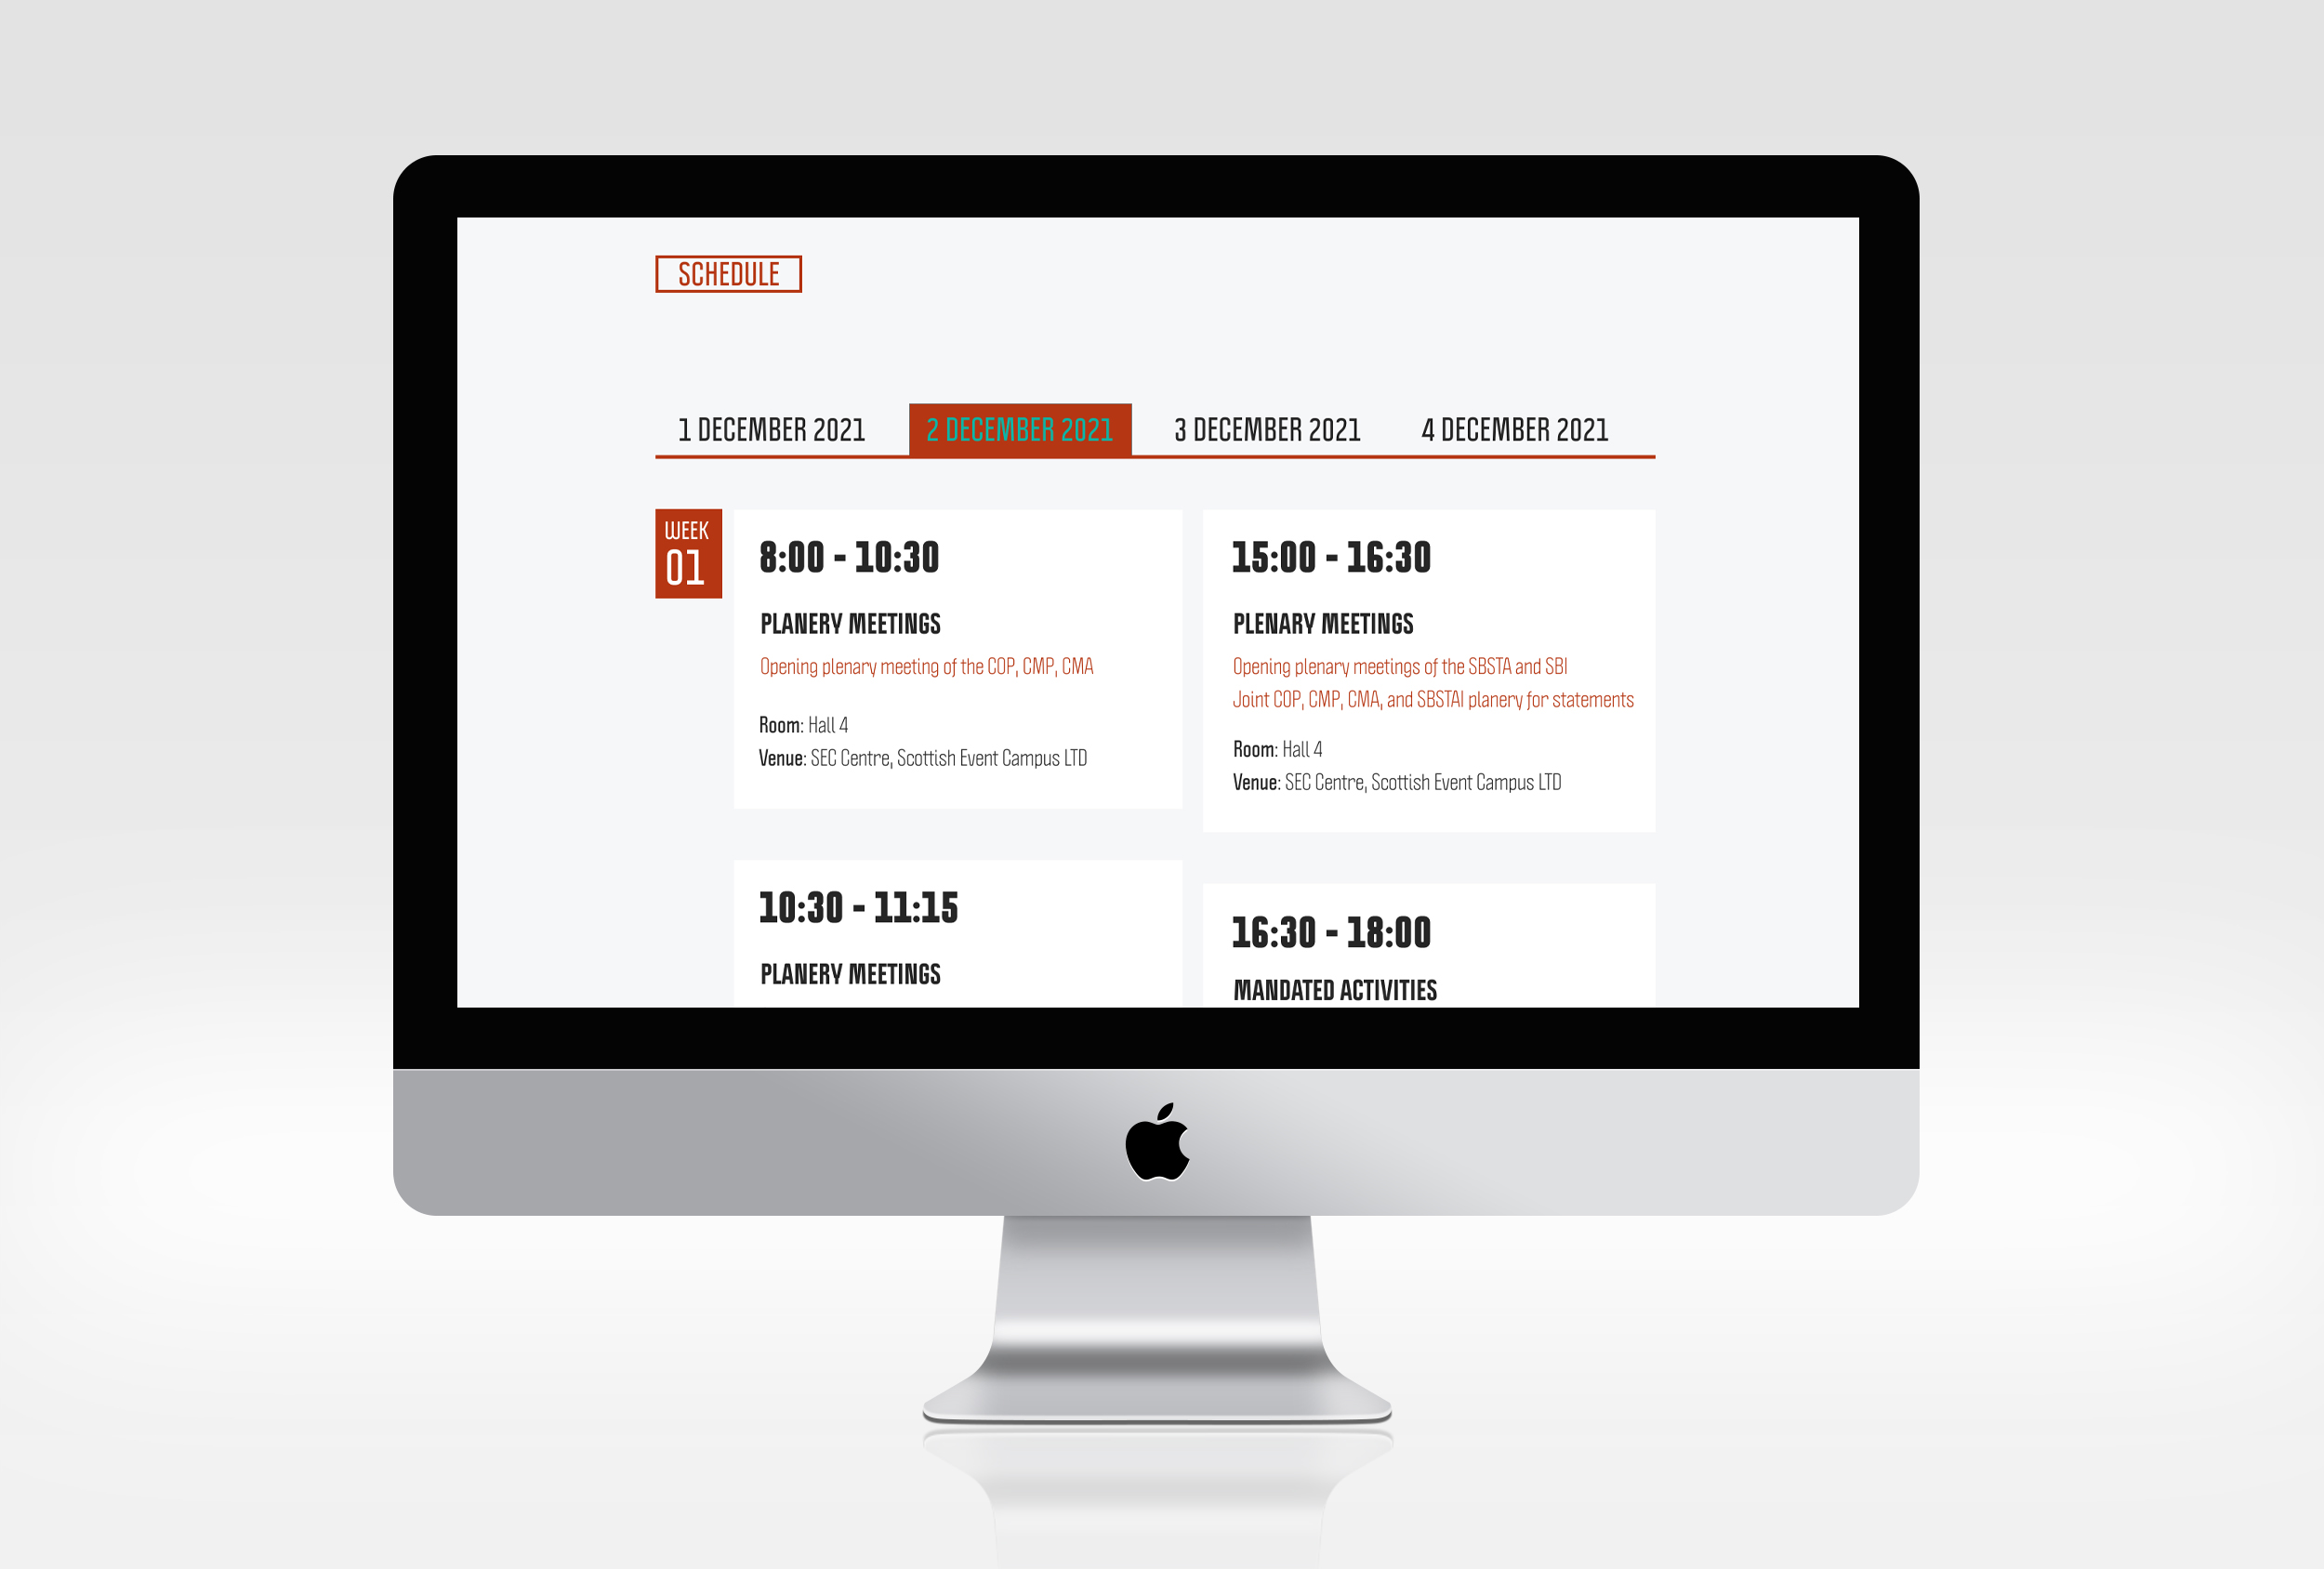 SCHEDULE
1 DECEMBER 2021
2 DECEMBER 2021
3 DECEMBER 2021
4 DECEMBER 2021
WEEK
01
8:00 - 10:30
PLANERY MEETINGS
Opening plenary meeting of the COP, CMP, CMA
Room: Hall 4
Venue: SEC Centre, Scottish Event Campus LTD
10:30 - 11:15
PLANERY MEETINGS
15:00 - 16:30
PLENARY MEETINGS
Opening plenary meetings of the SBSTA and SBI
Joint COP, CMP, CMA, and SBSTAI planery for statements
Room: Hall 4
Venue: SEC Centre, Scottish Event Campus LTD
16:30 - 18:00
MANDATED ACTIVITIES